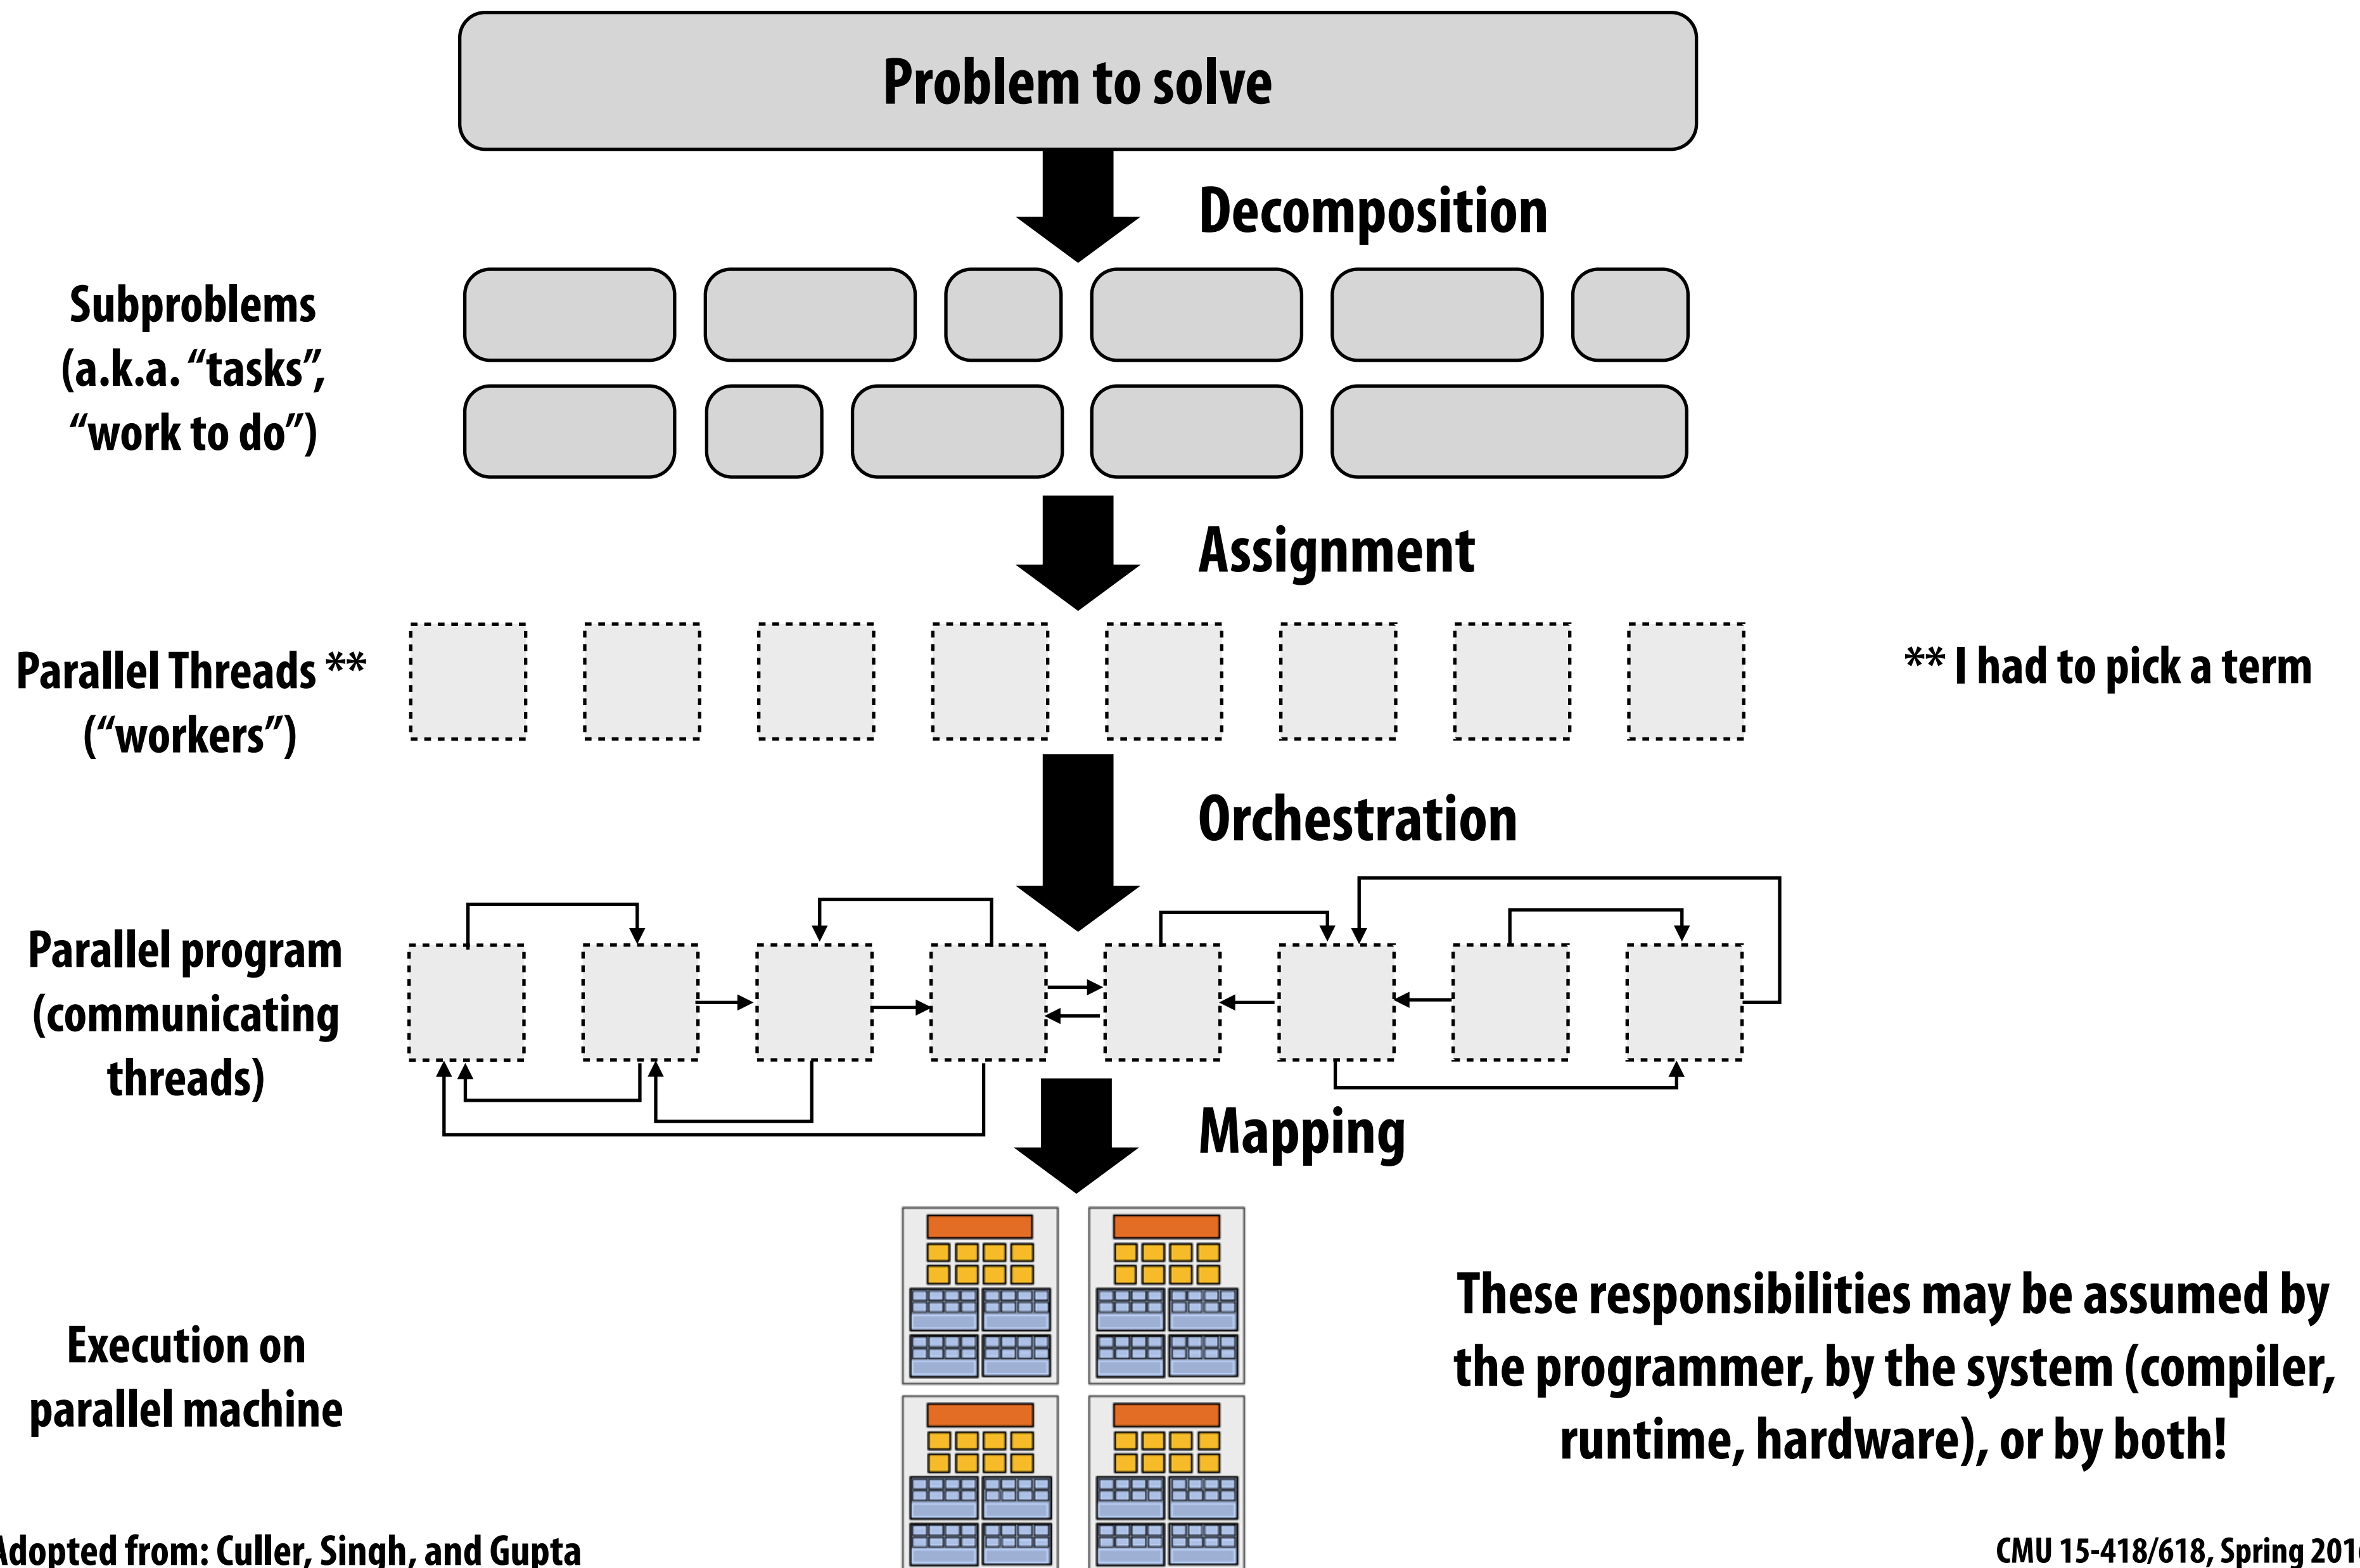 Problem to solve
Decomposition
Subproblems
(a.k.a. “tasks”,
“work to do”)
Assignment
Parallel Threads **
(“workers”)
** I had to pick a term
Orchestration
Parallel program
(communicating
threads)
Mapping
Execution on
parallel machine
These responsibilities may be assumed by
the programmer, by the system (compiler,
runtime, hardware), or by both!
Adopted from: Culler, Singh, and Gupta
CMU 15-418/618, Spring 2016